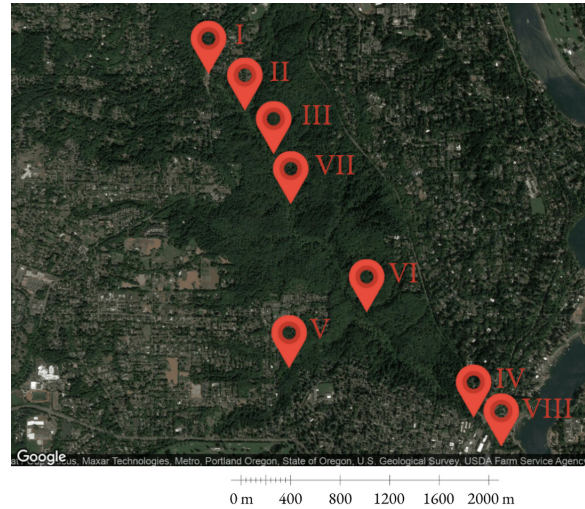 I
II
III
VII
VI
V
IV
VIII
Google
Maxar Technologies, Metro, Portland Oregon, State of Oregon, U.S. Geological Survey, USDA Farm Service Agency
0 m 400 800 1200 1600 2000 m